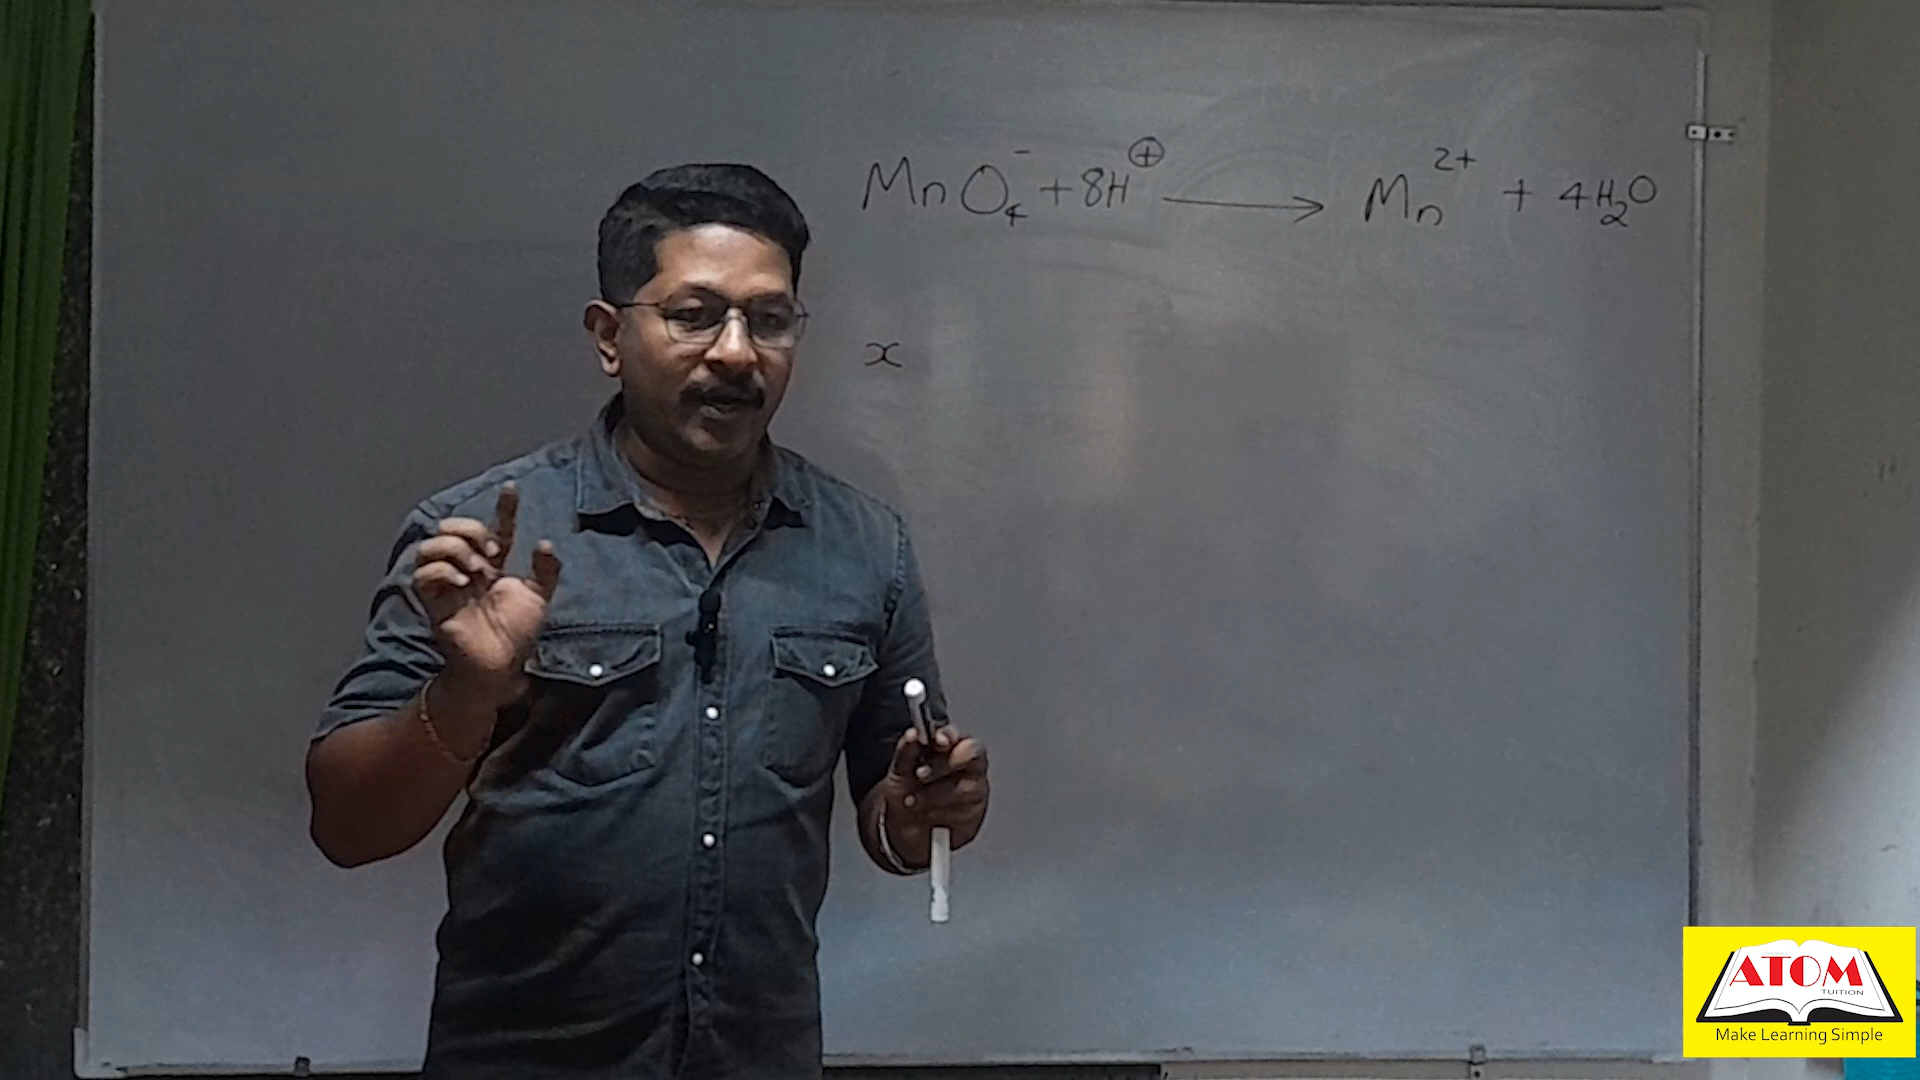 MnO₄⁻ + 8H⊕ → Mn²⁺ + 4H₂O
x
ATOM
TUITION
Make Learning Simple